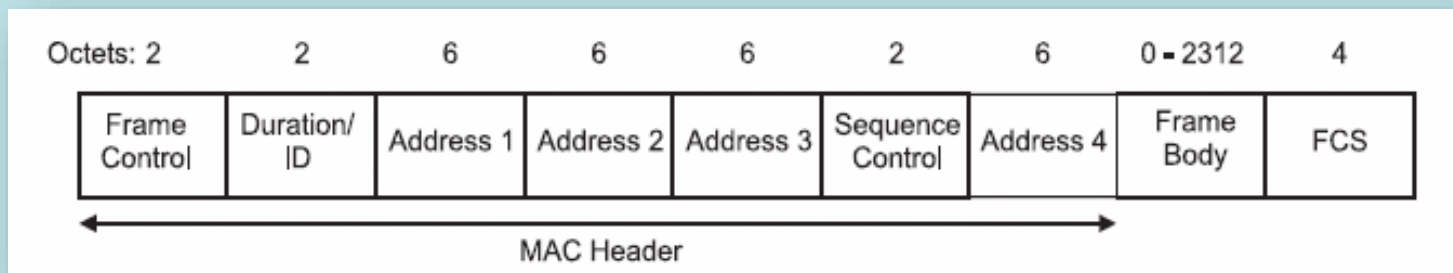 Octets: 2 2 6 6 6 2 6 0 - 2312 4
Frame Control Duration/ ID Address 1 Address 2 Address 3 Sequence Control Address 4 Frame Body FCS
MAC Header